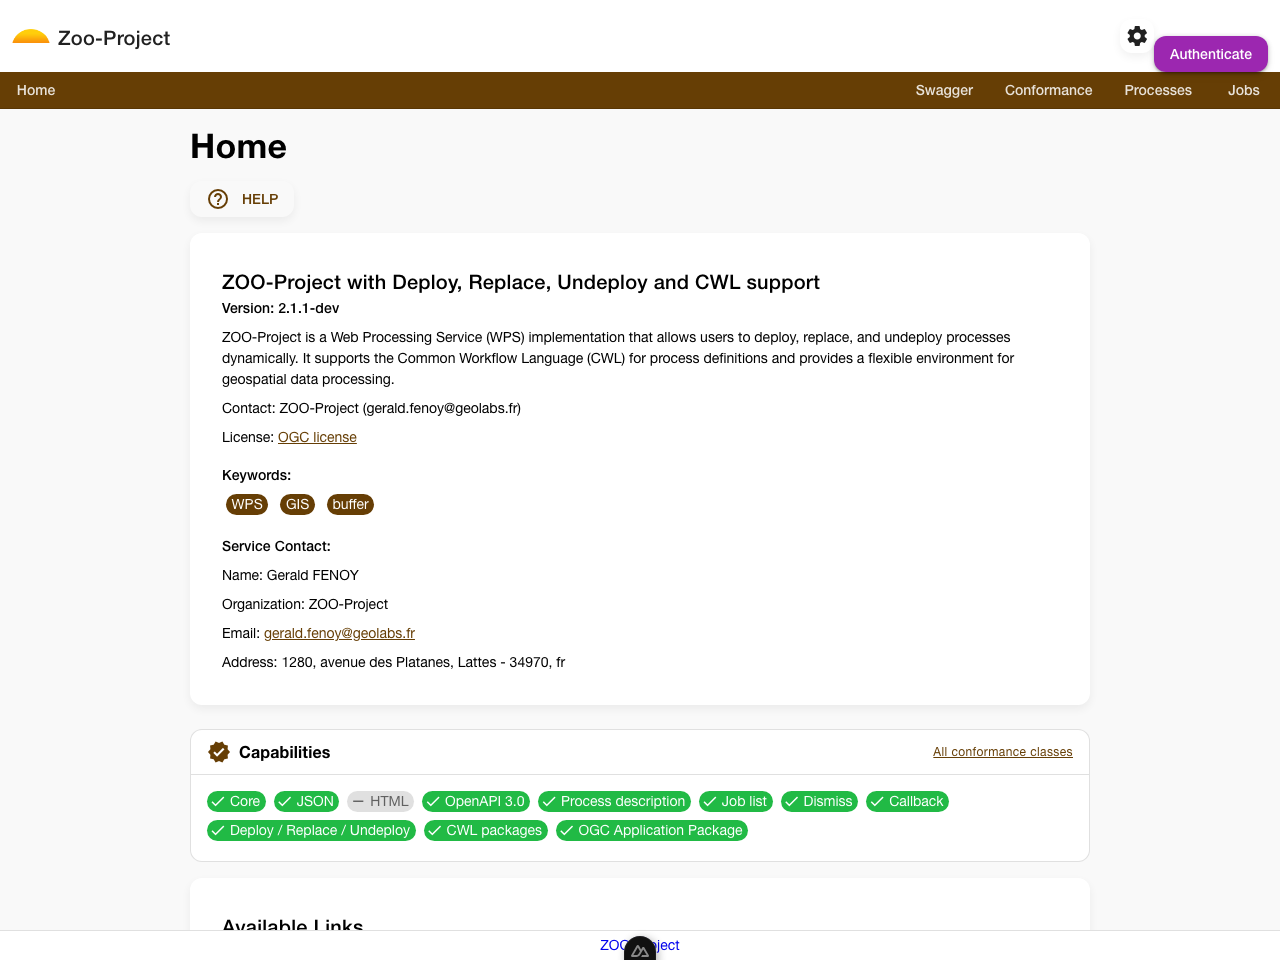 Zoo-Project
Authenticate
Home Swagger Conformance Processes Jobs
Home
HELP
ZOO-Project with Deploy, Replace, Undeploy and CWL support
Version: 2.1.1-dev
ZOO-Project is a Web Processing Service (WPS) implementation that allows users to deploy, replace, and undeploy processes
dynamically. It supports the Common Workflow Language (CWL) for process definitions and provides a flexible environment for
geospatial data processing.
Contact: ZOO-Project (gerald.fenoy@geolabs.fr)
License: OGC license
Keywords:
WPS GIS buffer
Service Contact:
Name: Gerald FENOY
Organization: ZOO-Project
Email: gerald.fenoy@geolabs.fr
Address: 1280, avenue des Platanes, Lattes - 34970, fr
Capabilities All conformance classes
Core JSON HTML OpenAPI 3.0 Process description Job list Dismiss Callback
Deploy / Replace / Undeploy CWL packages OGC Application Package
Available Links